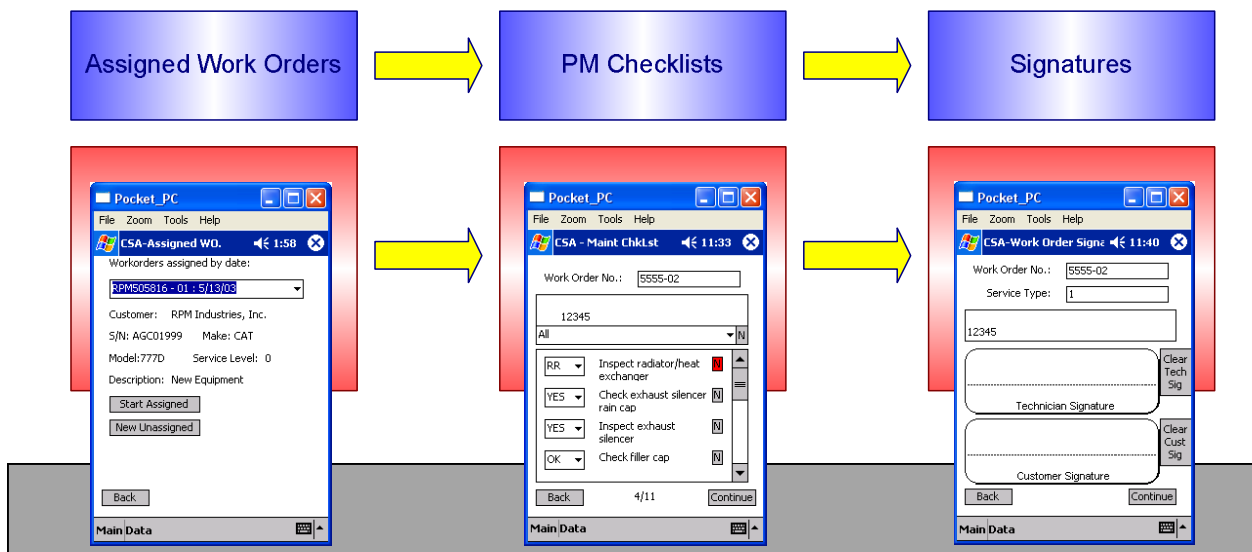 Assigned Work Orders
PM Checklists
Signatures
Pocket_PC
File Zoom Tools Help
CSA-Assigned WO. 1:58
Workorders assigned by date:
RPM505816 - 01 : 5/13/03
Customer: RPM Industries, Inc.
S/N: AGC01999 Make: CAT
Model:777D Service Level: 0
Description: New Equipment
Start Assigned
New Unassigned
Back
Main Data
Pocket_PC
File Zoom Tools Help
CSA - Maint ChkLst 11:33
Work Order No.: 5555-02
12345
All N
RR Inspect radiator/heat N
exchanger
YES Check exhaust silencer N
rain cap
YES Inspect exhaust N
silencer
OK Check filler cap N
Back 4/11 Continue
Main Data
Pocket_PC
File Zoom Tools Help
CSA-Work Order Signa 11:40
Work Order No.: 5555-02
Service Type: 1
12345
Clear
Tech
Sig
Technician Signature
Clear
Cust
Sig
Customer Signature
Back Continue
Main Data